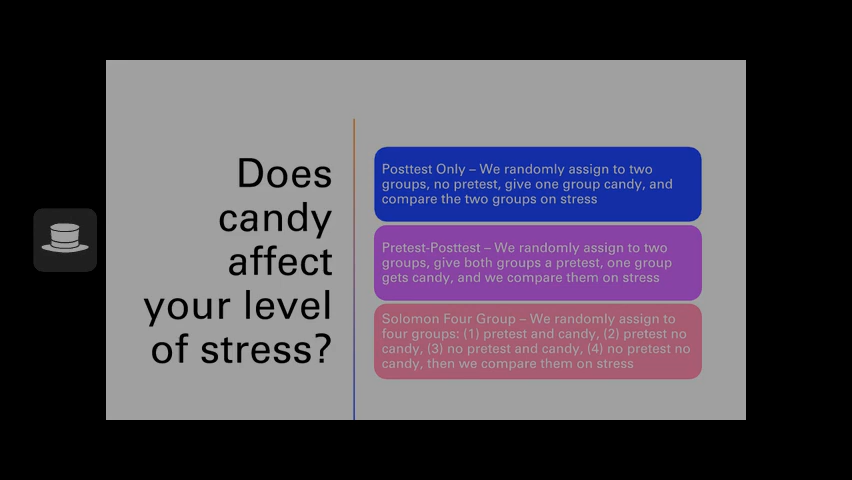 Does
candy
affect
your level
of stress?
Posttest Only – We randomly assign to two
groups, no pretest, give one group candy, and
compare the two groups on stress
Pretest-Posttest – We randomly assign to two
groups, give both groups a pretest, one group
gets candy, and we compare them on stress
Solomon Four Group – We randomly assign to
four groups: (1) pretest and candy, (2) pretest no
candy, (3) no pretest and candy, (4) no pretest no
candy, then we compare them on stress